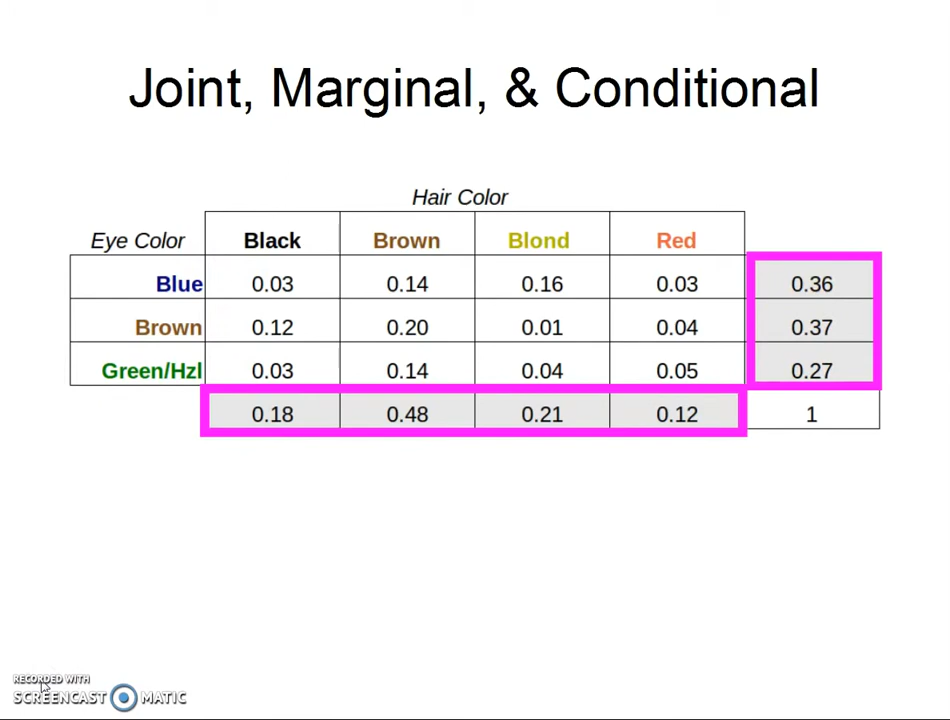 Joint, Marginal, & Conditional
Hair Color
Eye Color Black Brown Blond Red
Blue 0.03 0.14 0.16 0.03 0.36
Brown 0.12 0.20 0.01 0.04 0.37
Green/Hzl 0.03 0.14 0.04 0.05 0.27
0.18 0.48 0.21 0.12 1
RECORDED WITH
SCREENCAST MATIC